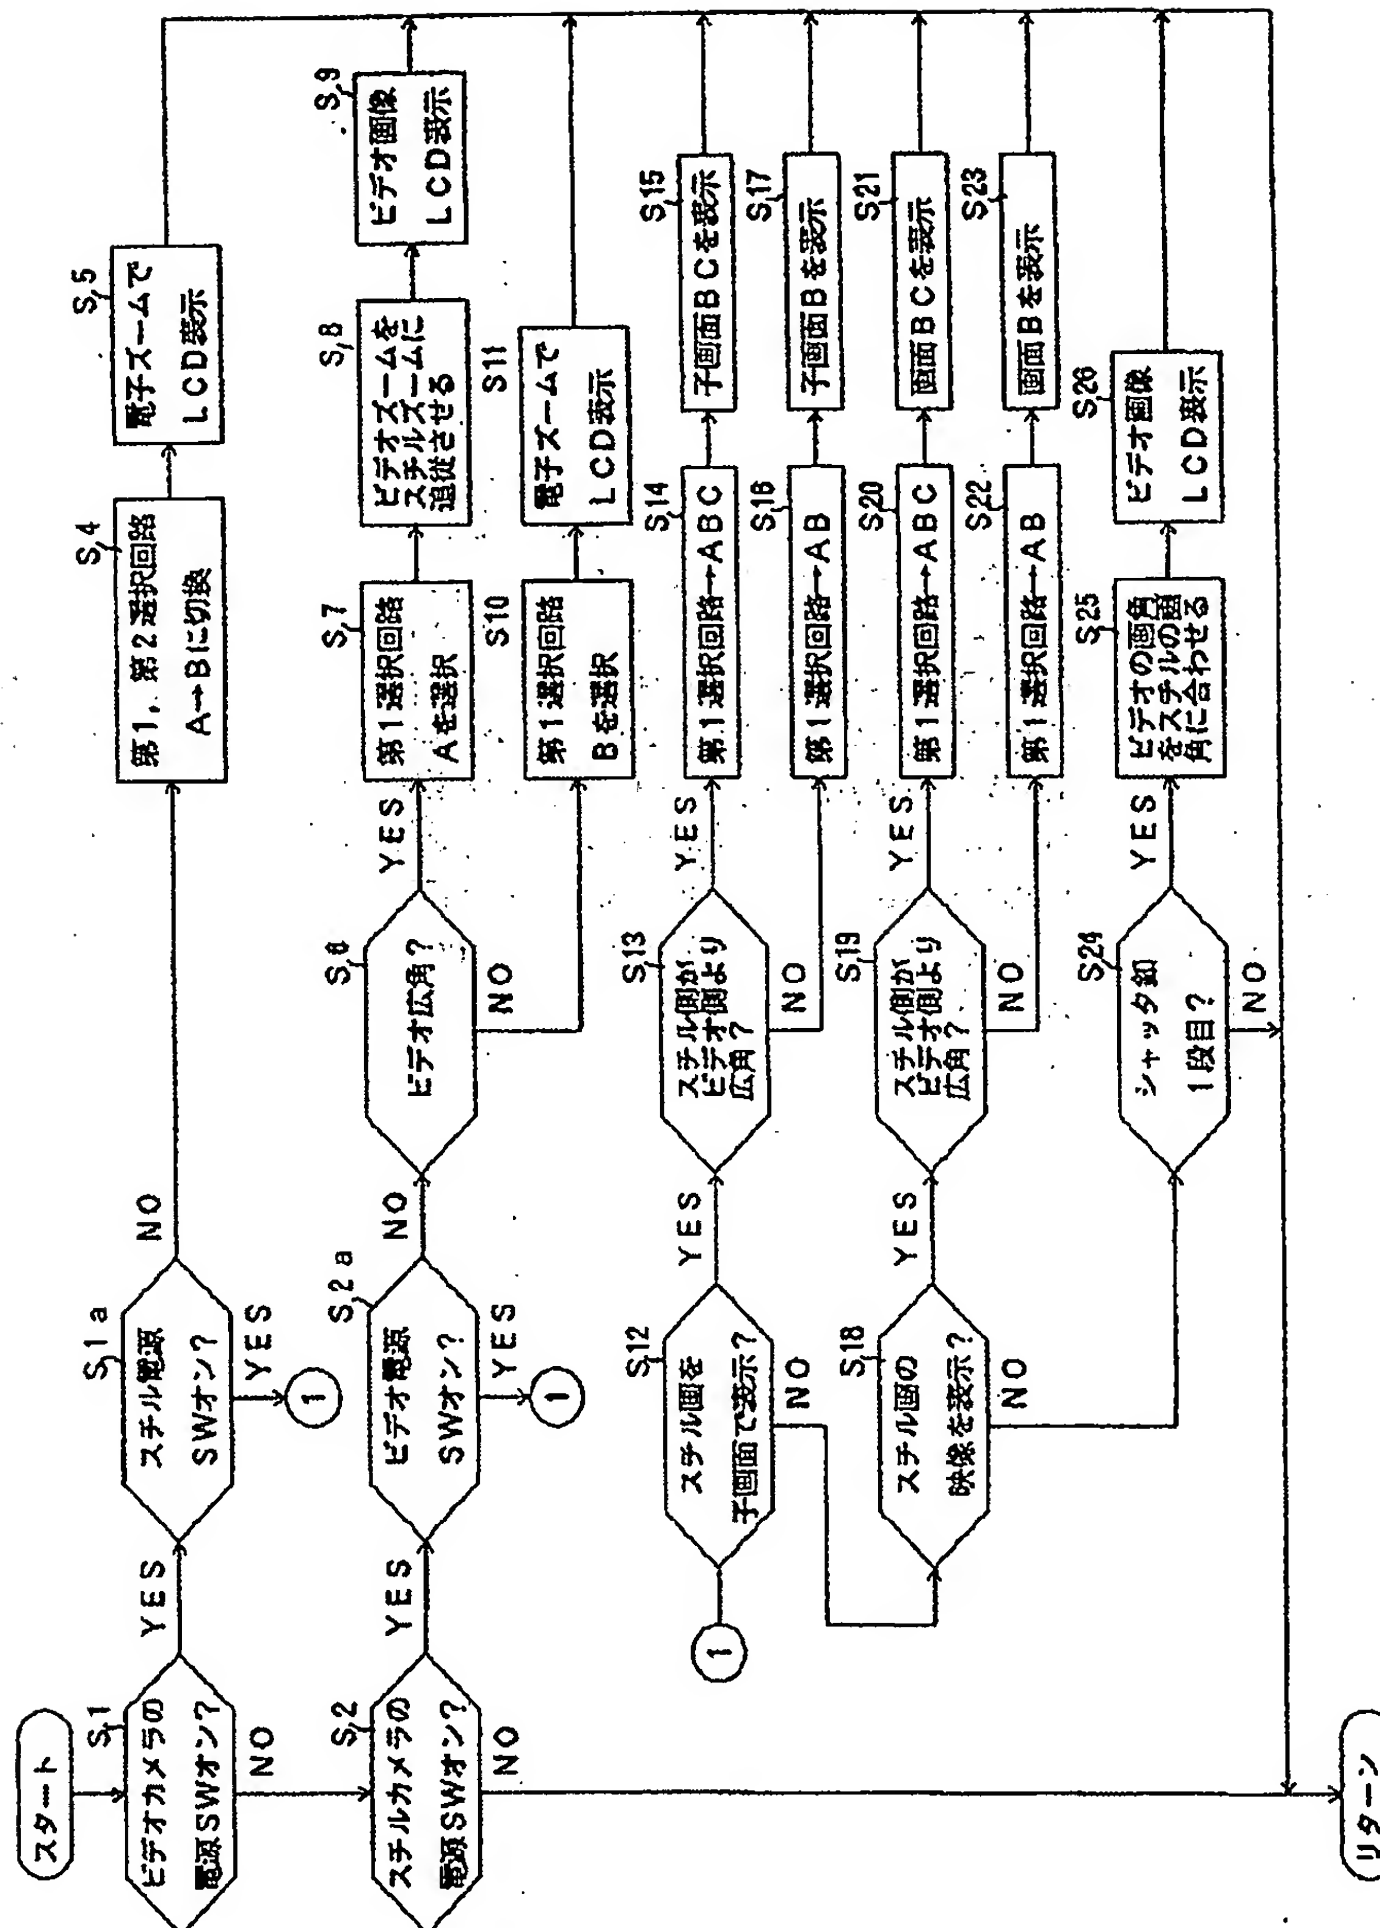 スタート
S1
ビデオカメラの
電源SWオン?
YES
NO
S1a
スチル電源
SWオン?
NO
YES
1
S4
第1,第2選択回路
A→Bに切換
S5
電子ズームで
LCD表示
S2
スチルカメラの
電源SWオン?
YES
NO
S2a
ビデオ電源
SWオン?
NO
YES
1
S6
ビデオ広角?
YES
NO
S7
第1選択回路
Aを選択
S8
ビデオズームを
スチルズームに
追従させる
S9
ビデオ画像
LCD表示
S10
第1選択回路
Bを選択
S11
電子ズームで
LCD表示
1
S12
スチル画を
子画面で表示?
YES
NO
S13
スチル側が
ビデオ側より
広角?
YES
NO
S14
第1選択回路→ABC
S15
子画面BCを表示
S16
第1選択回路→AB
S17
子画面Bを表示
S18
スチル画の
映像を表示?
YES
NO
S19
スチル側が
ビデオ側より
広角?
YES
NO
S20
第1選択回路→ABC
S21
画面BCを表示
S22
第1選択回路→AB
S23
画面Bを表示
S24
シャッタ釦
1段目?
YES
NO
S25
ビデオの画角
をスチルの画
角に合わせる
S26
ビデオ画像
LCD表示
リターン